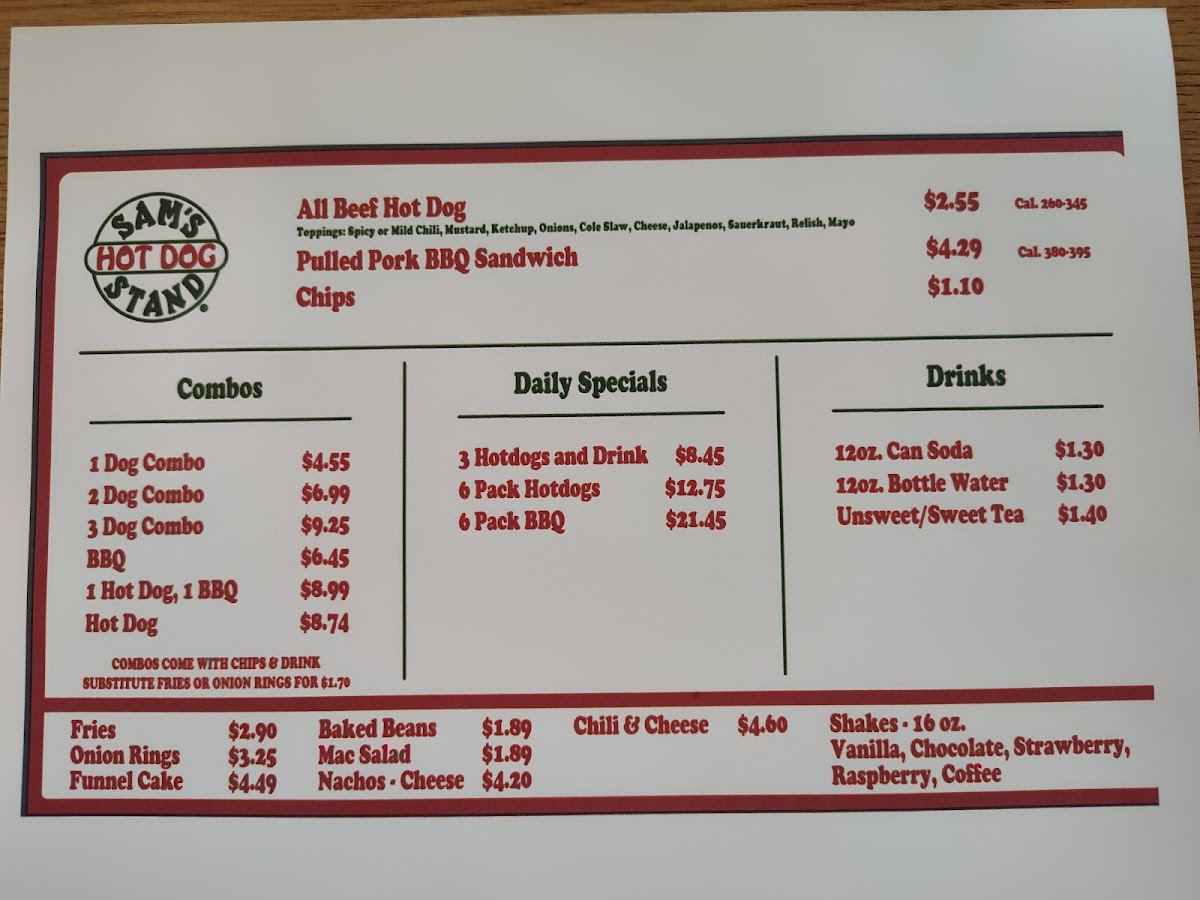 SAM'S
HOT DOG
STAND
All Beef Hot Dog $2.55 Cal. 260-345
Toppings: Spicy or Mild Chili, Mustard, Ketchup, Onions, Cole Slaw, Cheese, Jalapenos, Sauerkraut, Relish, Mayo
Pulled Pork BBQ Sandwich $4.29 Cal. 380-395
Chips $1.10
Combos
1 Dog Combo $4.55
2 Dog Combo $6.99
3 Dog Combo $9.25
BBQ $6.45
1 Hot Dog, 1 BBQ $8.99
Hot Dog $8.74
COMBOS COME WITH CHIPS & DRINK
SUBSTITUTE FRIES OR ONION RINGS FOR $1.70
Daily Specials
3 Hotdogs and Drink $8.45
6 Pack Hotdogs $12.75
6 Pack BBQ $21.45
Drinks
12oz. Can Soda $1.30
12oz. Bottle Water $1.30
Unsweet/Sweet Tea $1.40
Fries $2.90
Onion Rings $3.25
Funnel Cake $4.49
Baked Beans $1.89
Mac Salad $1.89
Nachos - Cheese $4.20
Chili & Cheese $4.60
Shakes - 16 oz.
Vanilla, Chocolate, Strawberry,
Raspberry, Coffee